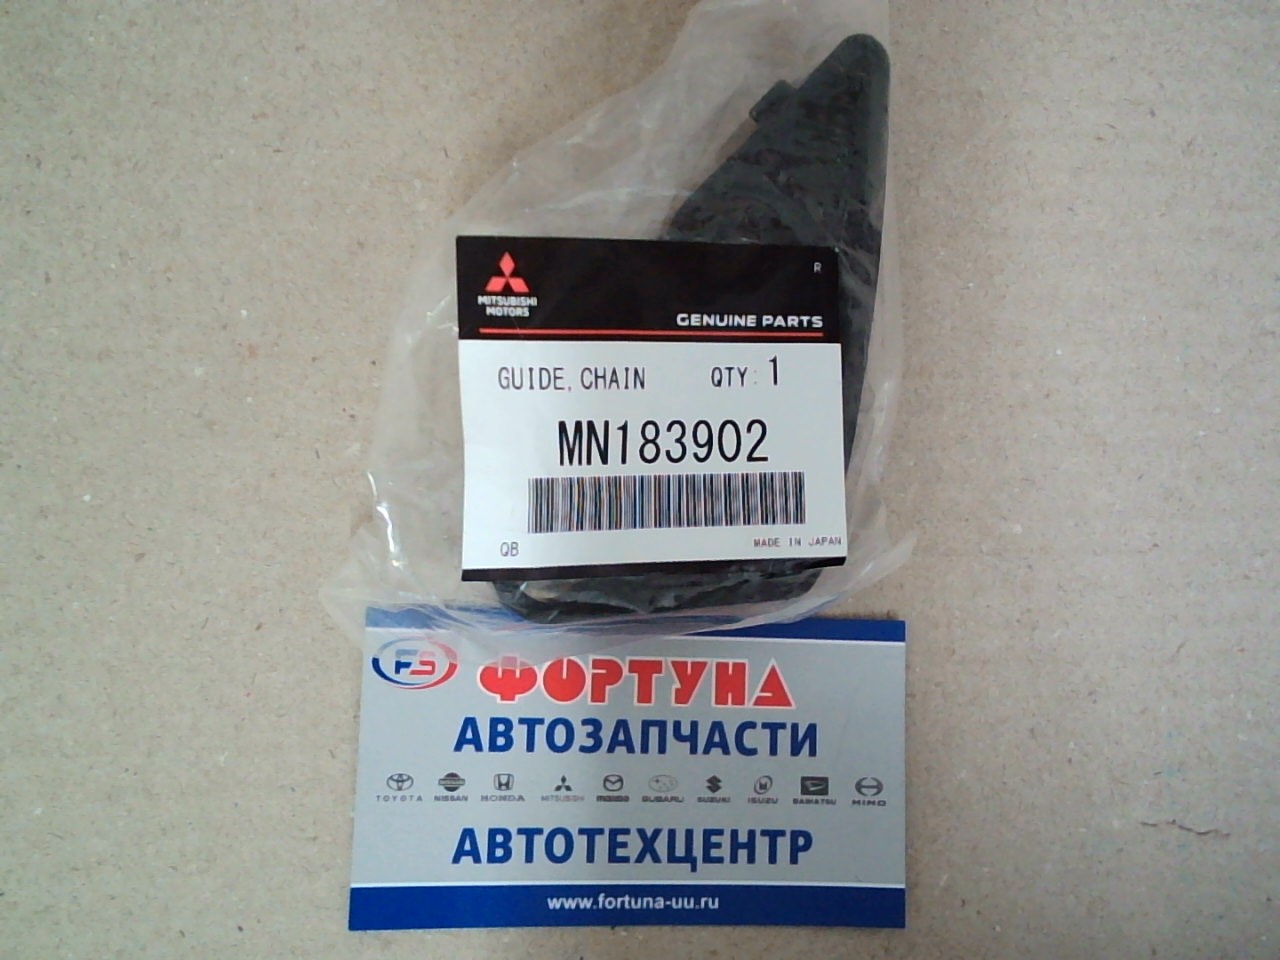 R
MITSUBISHI
MOTORS
GENUINE PARTS
GUIDE, CHAIN QTY: 1
MN183902
QB MADE IN JAPAN
FS ФОРТУНА
АВТОЗАПЧАСТИ
TOYOTA NISSAN HONDA MITSUBISHI mazda SUBARU SUZUKI ISUZU DAIHATSU HINO
АВТОТЕХЦЕНТР
www.fortuna-uu.ru